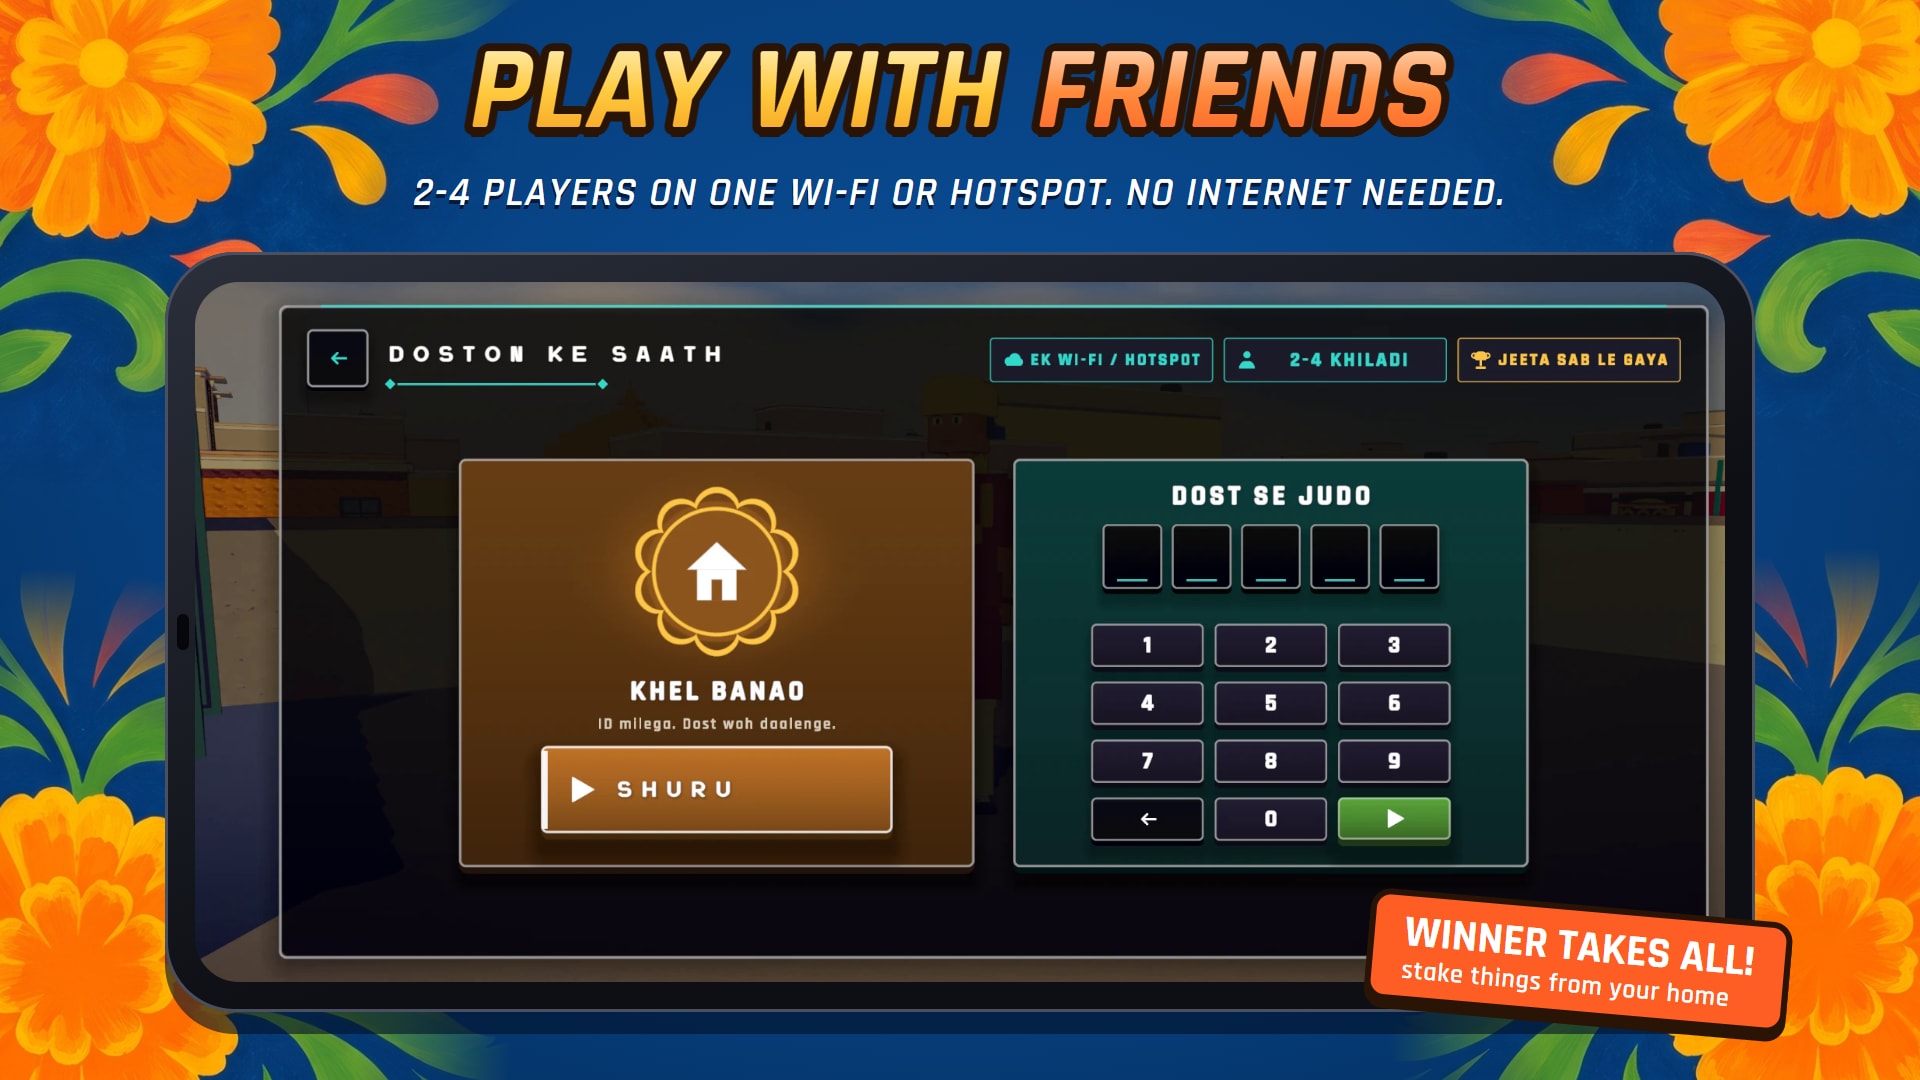 PLAY WITH FRIENDS
2-4 PLAYERS ON ONE WI-FI OR HOTSPOT. NO INTERNET NEEDED.
DOSTON KE SAATH
EK WI-FI / HOTSPOT
2-4 KHILADI
JEETA SAB LE GAYA
KHEL BANAO
ID milega. Dost woh daalenge.
SHURU
DOST SE JUDO
1 2 3
4 5 6
7 8 9
0
WINNER TAKES ALL!
stake things from your home